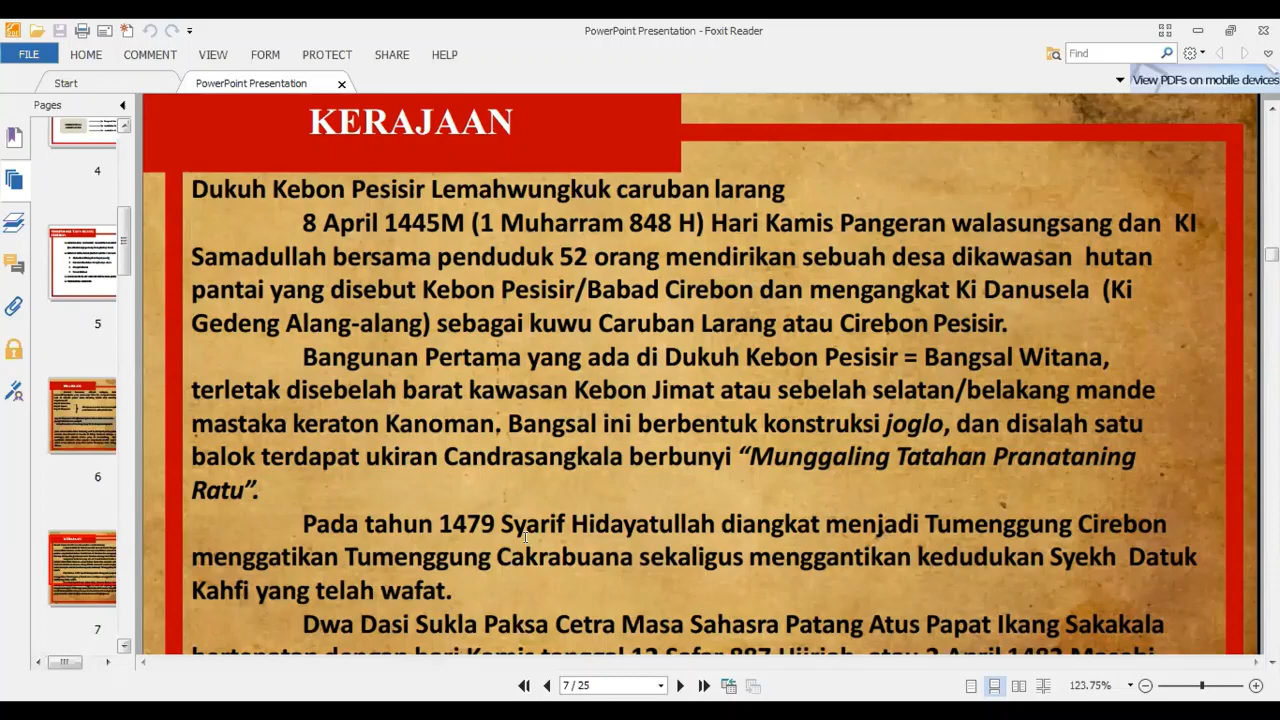 PowerPoint Presentation - Foxit Reader
FILE HOME COMMENT VIEW FORM PROTECT SHARE HELP
Find
Start
PowerPoint Presentation
View PDFs on mobile devices
Pages
4
5
6
7
KERAJAAN
Dukuh Kebon Pesisir Lemahwungkuk caruban larang
8 April 1445M (1 Muharram 848 H) Hari Kamis Pangeran walasungsang dan KI
Samadullah bersama penduduk 52 orang mendirikan sebuah desa dikawasan hutan
pantai yang disebut Kebon Pesisir/Babad Cirebon dan mengangkat Ki Danusela (Ki
Gedeng Alang-alang) sebagai kuwu Caruban Larang atau Cirebon Pesisir.
Bangunan Pertama yang ada di Dukuh Kebon Pesisir = Bangsal Witana,
terletak disebelah barat kawasan Kebon Jimat atau sebelah selatan/belakang mande
mastaka keraton Kanoman. Bangsal ini berbentuk konstruksi joglo, dan disalah satu
balok terdapat ukiran Candrasangkala berbunyi “Munggaling Tatahan Pranataning
Ratu”.
Pada tahun 1479 Syarif Hidayatullah diangkat menjadi Tumenggung Cirebon
menggatikan Tumenggung Cakrabuana sekaligus menggantikan kedudukan Syekh Datuk
Kahfi yang telah wafat.
Dwa Dasi Sukla Paksa Cetra Masa Sahasra Patang Atus Papat Ikang Sakakala
7 / 25
123.75%